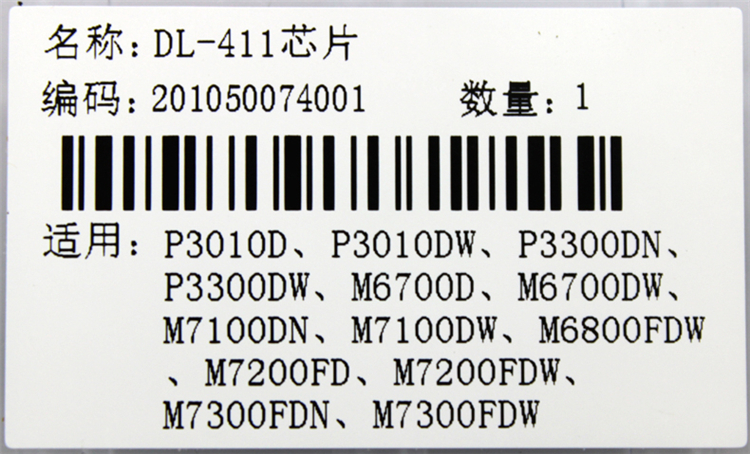 名称:DL-411芯片
编码:201050074001 数量:1
适用:P3010D、P3010DW、P3300DN、
P3300DW、M6700D、M6700DW、
M7100DN、M7100DW、M6800FDW
、M7200FD、M7200FDW、
M7300FDN、M7300FDW